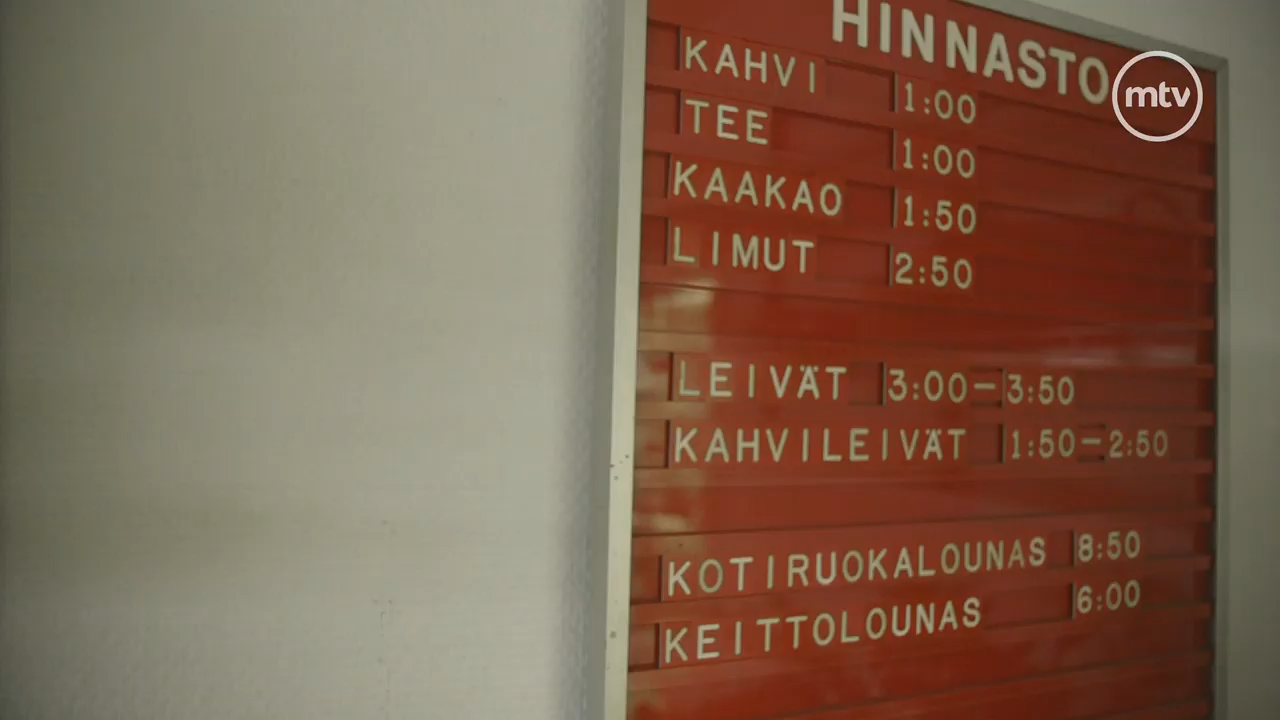 HINNASTO
mtv
KAHVI 1:00
TEE 1:00
KAAKAO 1:50
LIMUT 2:50
LEIVÄT 3:00-3:50
KAHVILEIVÄT 1:50-2:50
KOTIRUOKALOUNAS 8:50
KEITTOLOUNAS 6:00